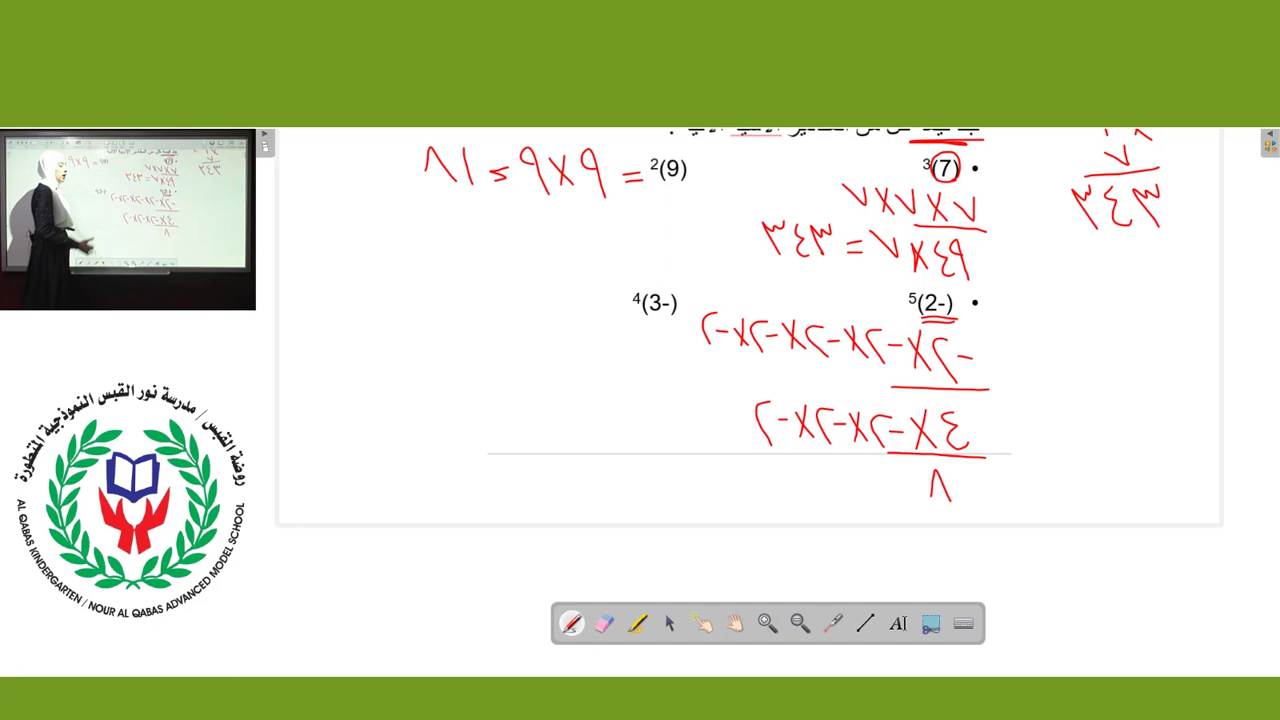 • (7)³
٧×٧×٧
٤٩×٧ = ٣٤٣
(9)² = ٩×٩ = ٨١
٧
٣٤٣
• (-2)⁵
-٢×-٢×-٢×-٢×-٢
٤×-٢×-٢×-٢
٨
(-3)⁴
روضة القبس / مدرسة نور القبس النموذجية المتطورة
AL QABAS KINDERGARTEN / NOUR AL QABAS ADVANCED MODEL SCHOOL
AI